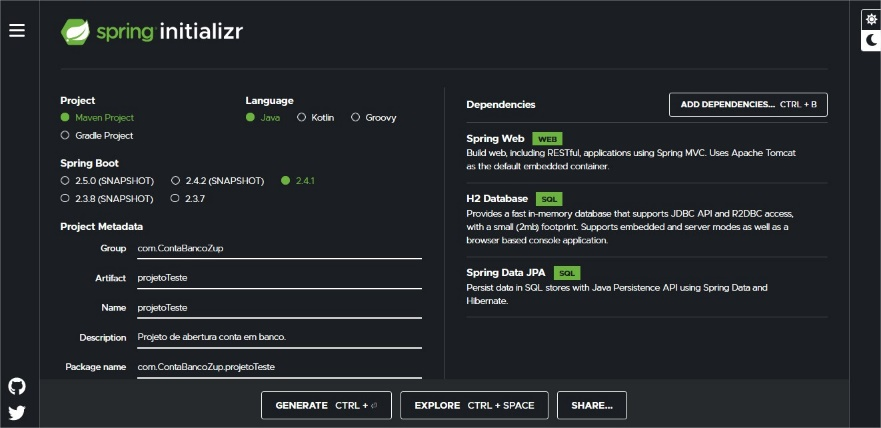 spring initializr
Project
Maven Project
Gradle Project
Language
Java Kotlin Groovy
Spring Boot
2.5.0 (SNAPSHOT) 2.4.2 (SNAPSHOT) 2.4.1
2.3.8 (SNAPSHOT) 2.3.7
Project Metadata
Group com.ContaBancoZup
Artifact projetoTeste
Name projetoTeste
Description Projeto de abertura conta em banco.
Package name com.ContaBancoZup.projetoTeste
Dependencies ADD DEPENDENCIES... CTRL + B
Spring Web WEB
Build web, including RESTful, applications using Spring MVC. Uses Apache Tomcat
as the default embedded container.
H2 Database SQL
Provides a fast in-memory database that supports JDBC API and R2DBC access,
with a small (2mb) footprint. Supports embedded and server modes as well as a
browser based console application.
Spring Data JPA SQL
Persist data in SQL stores with Java Persistence API using Spring Data and
Hibernate.
GENERATE CTRL + ⏎ EXPLORE CTRL + SPACE SHARE...